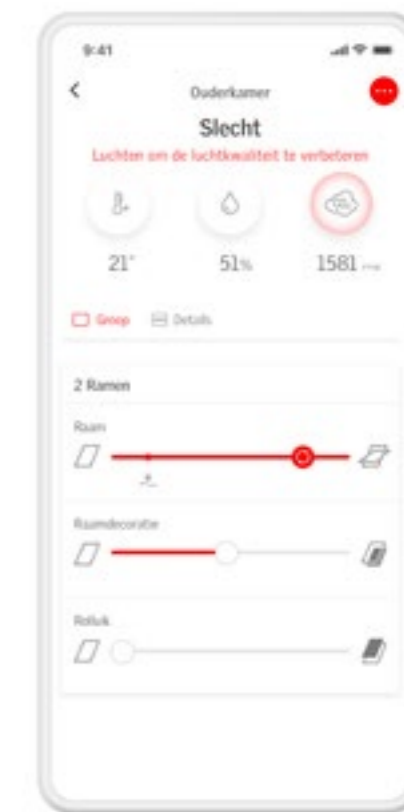 9:41
Ouderkamer
Slecht
Luchten om de luchtkwaliteit te verbeteren
21°
51%
1581
Groep
Details
2 Ramen
Raam
Raamdecoratie
Rolluik